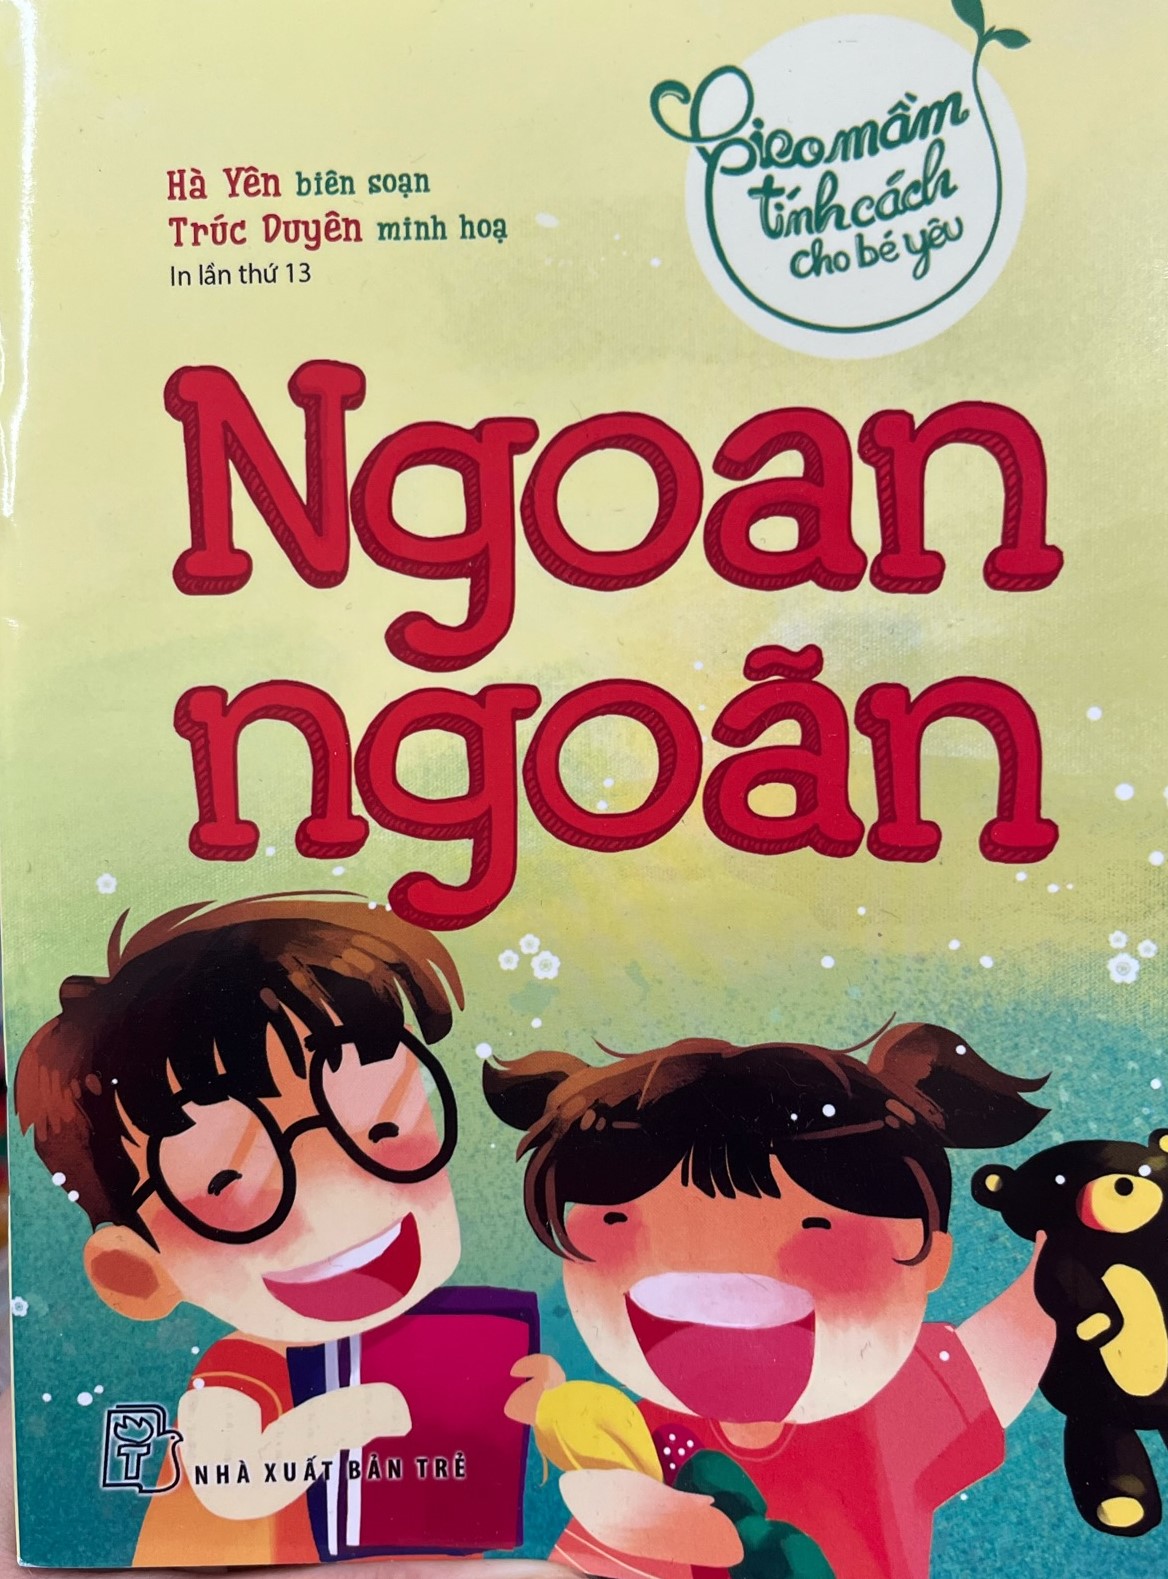 Hà Yên biên soạn
Trúc Duyên minh hoạ
In lần thứ 13
Gieo mầm
tính cách
cho bé yêu
Ngoan
ngoãn
NHÀ XUẤT BẢN TRẺ